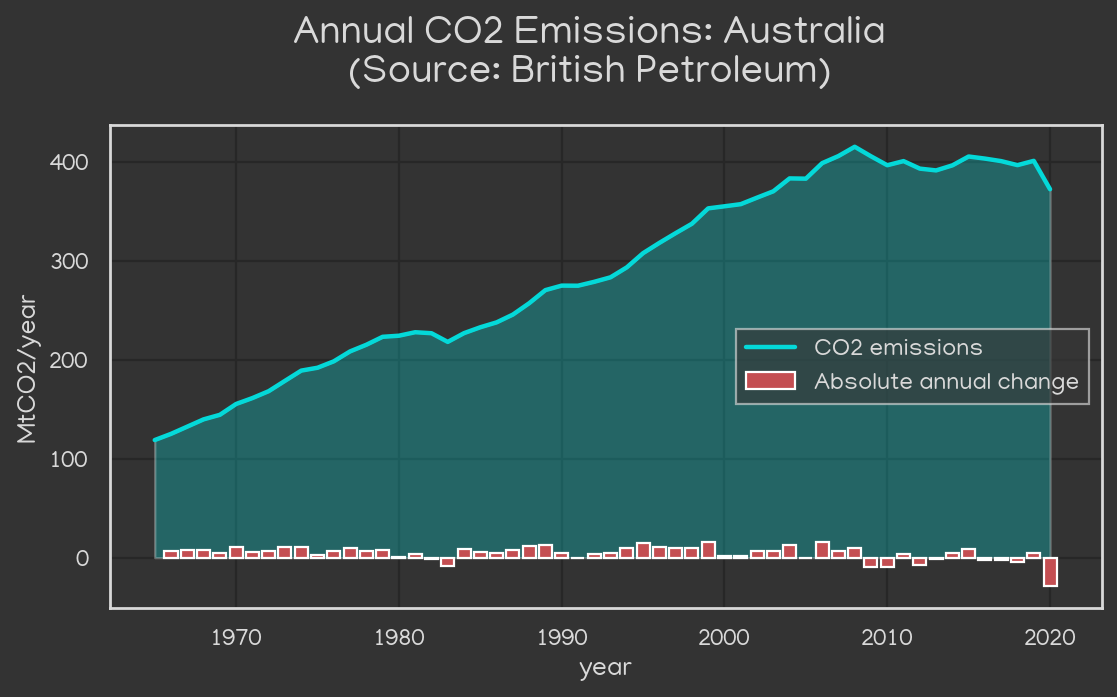 Annual CO2 Emissions: Australia
(Source: British Petroleum)
MtCO2/year
400
300
200
100
0
CO2 emissions
Absolute annual change
1970
1980
1990
2000
2010
2020
year